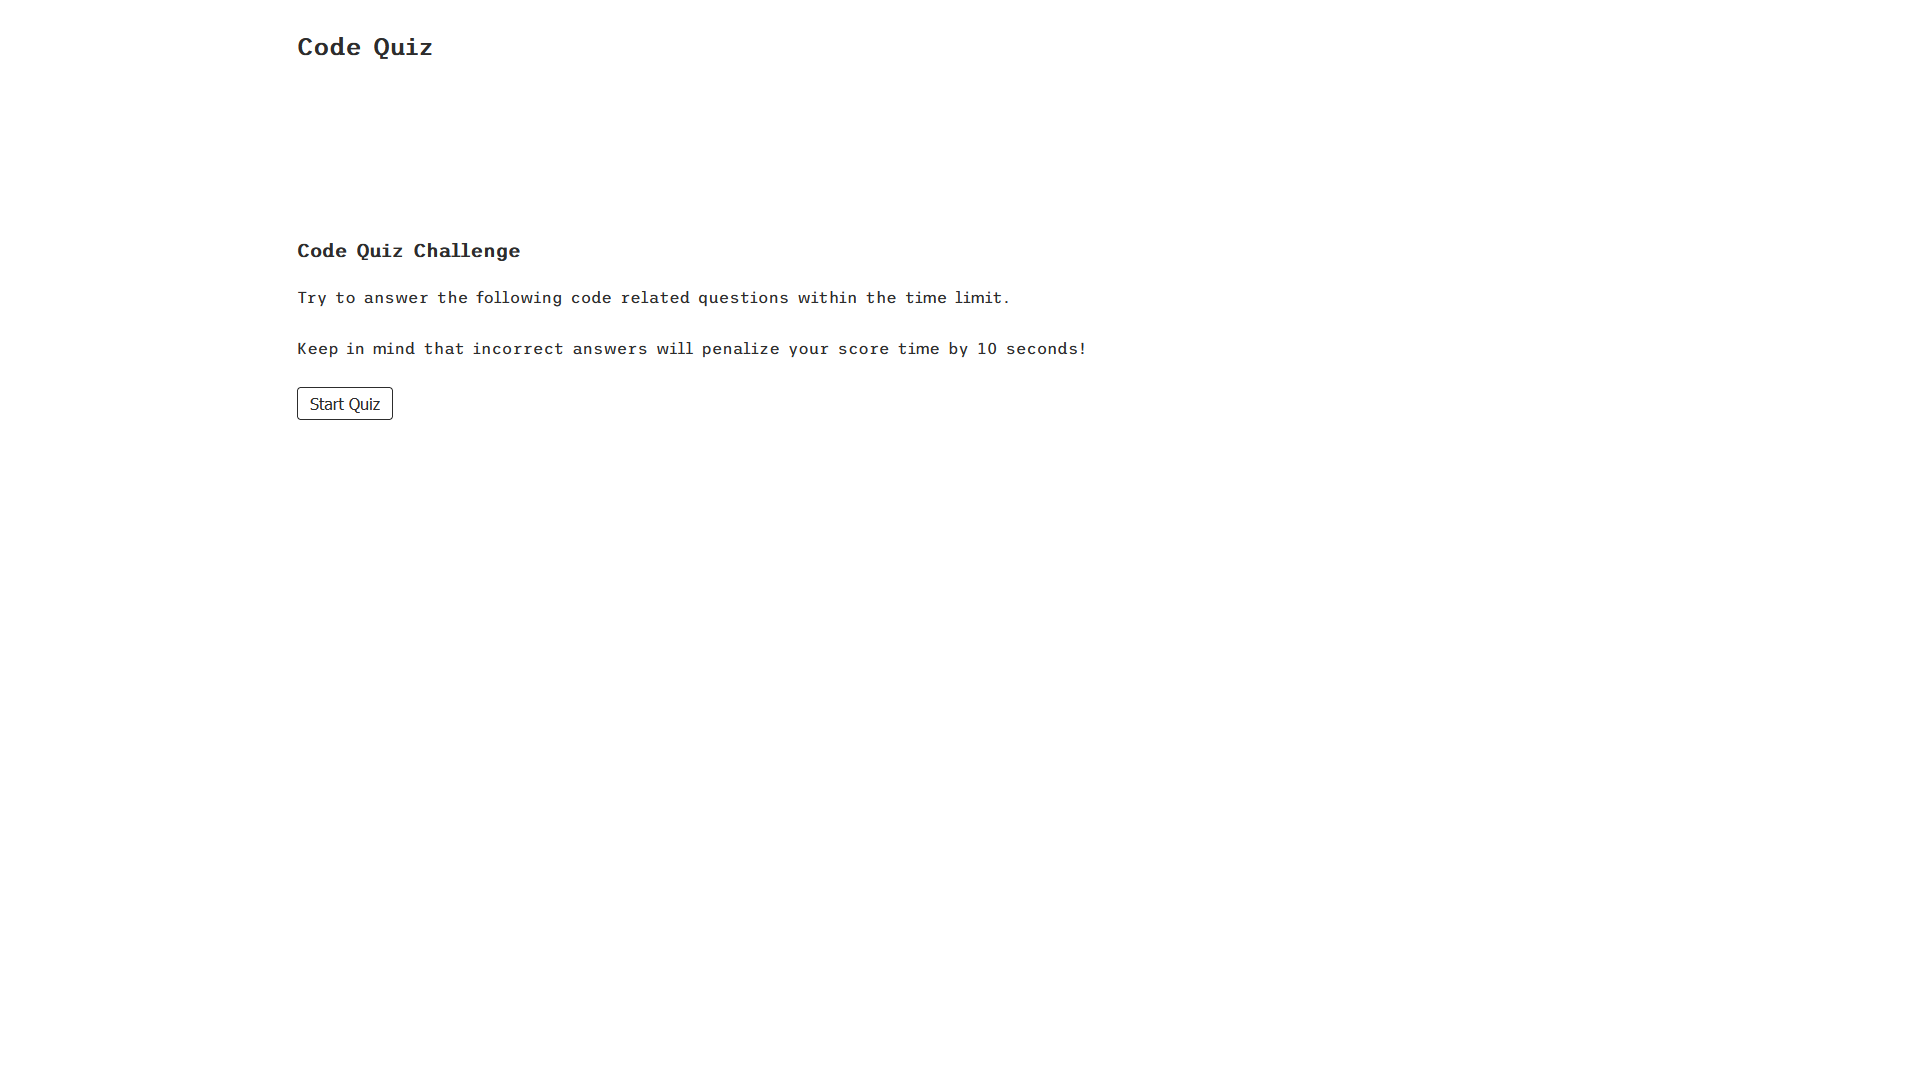 Code Quiz
Code Quiz Challenge
Try to answer the following code related questions within the time limit.
Keep in mind that incorrect answers will penalize your score time by 10 seconds!
Start Quiz